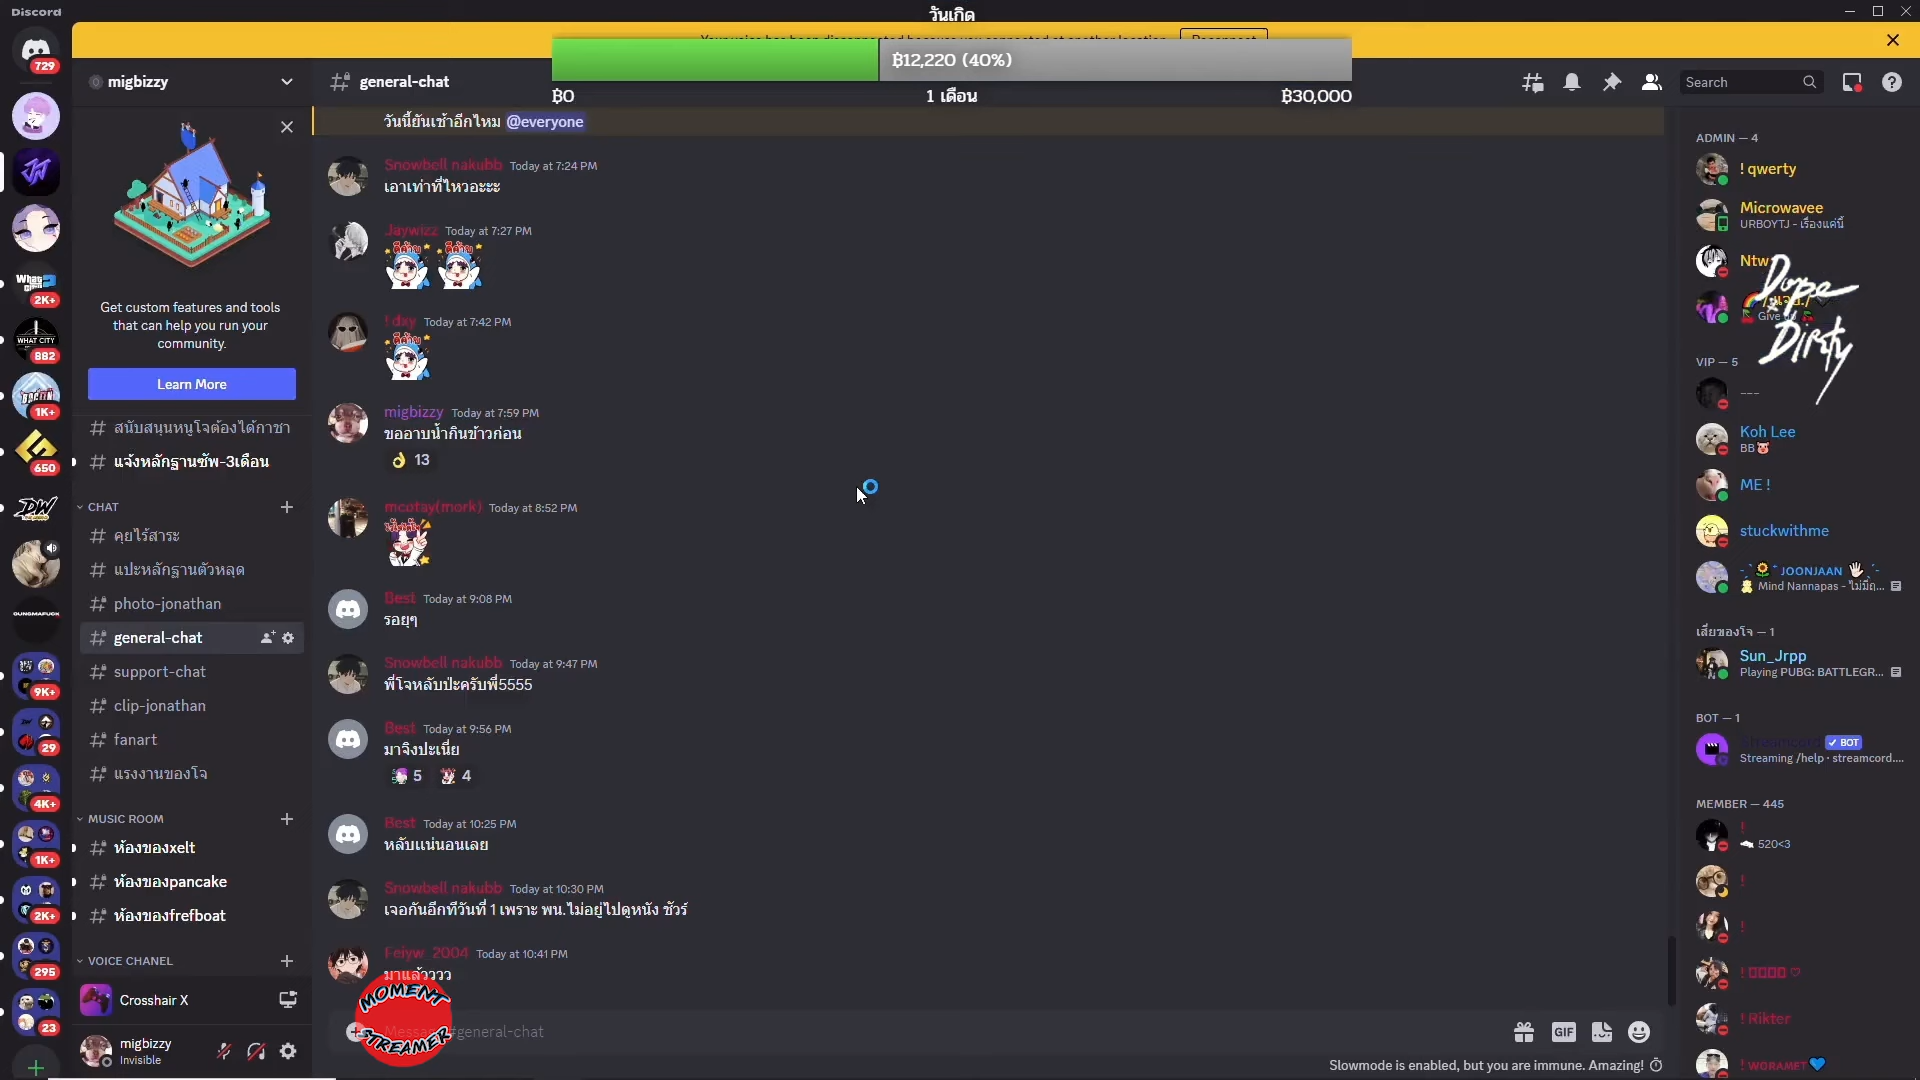 Discord
วันเกิด
฿12,220 (40%)
฿0
1 เดือน
฿30,000
729
2K+
WHAT CITY
882
1K+
650
9K+
29
4K+
1K+
2K+
295
23
migbizzy
Get custom features and tools
that can help you run your
community.
Learn More
สนับสนุนหนูโจต้องได้กาชา
แจ้งหลักฐานซัพ-3เดือน
CHAT
คุยไร้สาระ
แปะหลักฐานตัวหลุด
photo-jonathan
general-chat
support-chat
clip-jonathan
fanart
แรงงานของโจ
MUSIC ROOM
ห้องของxelt
ห้องของpancake
ห้องของfrefboat
VOICE CHANEL
Crosshair X
migbizzy
Invisible
general-chat
Search
วันนี้ยันเช้าอีกไหม @everyone
Snowbell nakubb Today at 7:24 PM
เอาเท่าที่ไหวอะะะ
Jaywizz Today at 7:27 PM
! dxy Today at 7:42 PM
migbizzy Today at 7:59 PM
ขออาบน้ำกินข้าวก่อน
13
mcotay(mork) Today at 8:52 PM
Best Today at 9:08 PM
รอยุๆ
Snowbell nakubb Today at 9:47 PM
พี่โจหลับป่ะครับพี่5555
Best Today at 9:56 PM
มาจิงปะเนี่ย
5 4
Best Today at 10:25 PM
หลับแน่นอนเลย
Snowbell nakubb Today at 10:30 PM
เจอกันอีกทีวันที่ 1 เพราะ พน.ไม่อยู่ไปดูหนัง ชัวร์
Feiyw_2004 Today at 10:41 PM
มาแล้วววว
MOMENT
STREAMER
#general-chat
GIF
Slowmode is enabled, but you are immune. Amazing!
ADMIN — 4
! qwerty
Microwavee
URBOYTJ - เรื่องแค่นี้
Ntw
Dope
Dirty
VIP — 5
---
Koh Lee
BB
ME !
stuckwithme
JOONJAAN
Mind Nannapas - ไม่มีถ...
เสี่ยของโจ — 1
Sun_Jrpp
Playing PUBG: BATTLEGR...
BOT — 1
BOT
Streaming /help · streamcord....
MEMBER — 445
!
520<3
!
!
! Rikter
! WORAMET